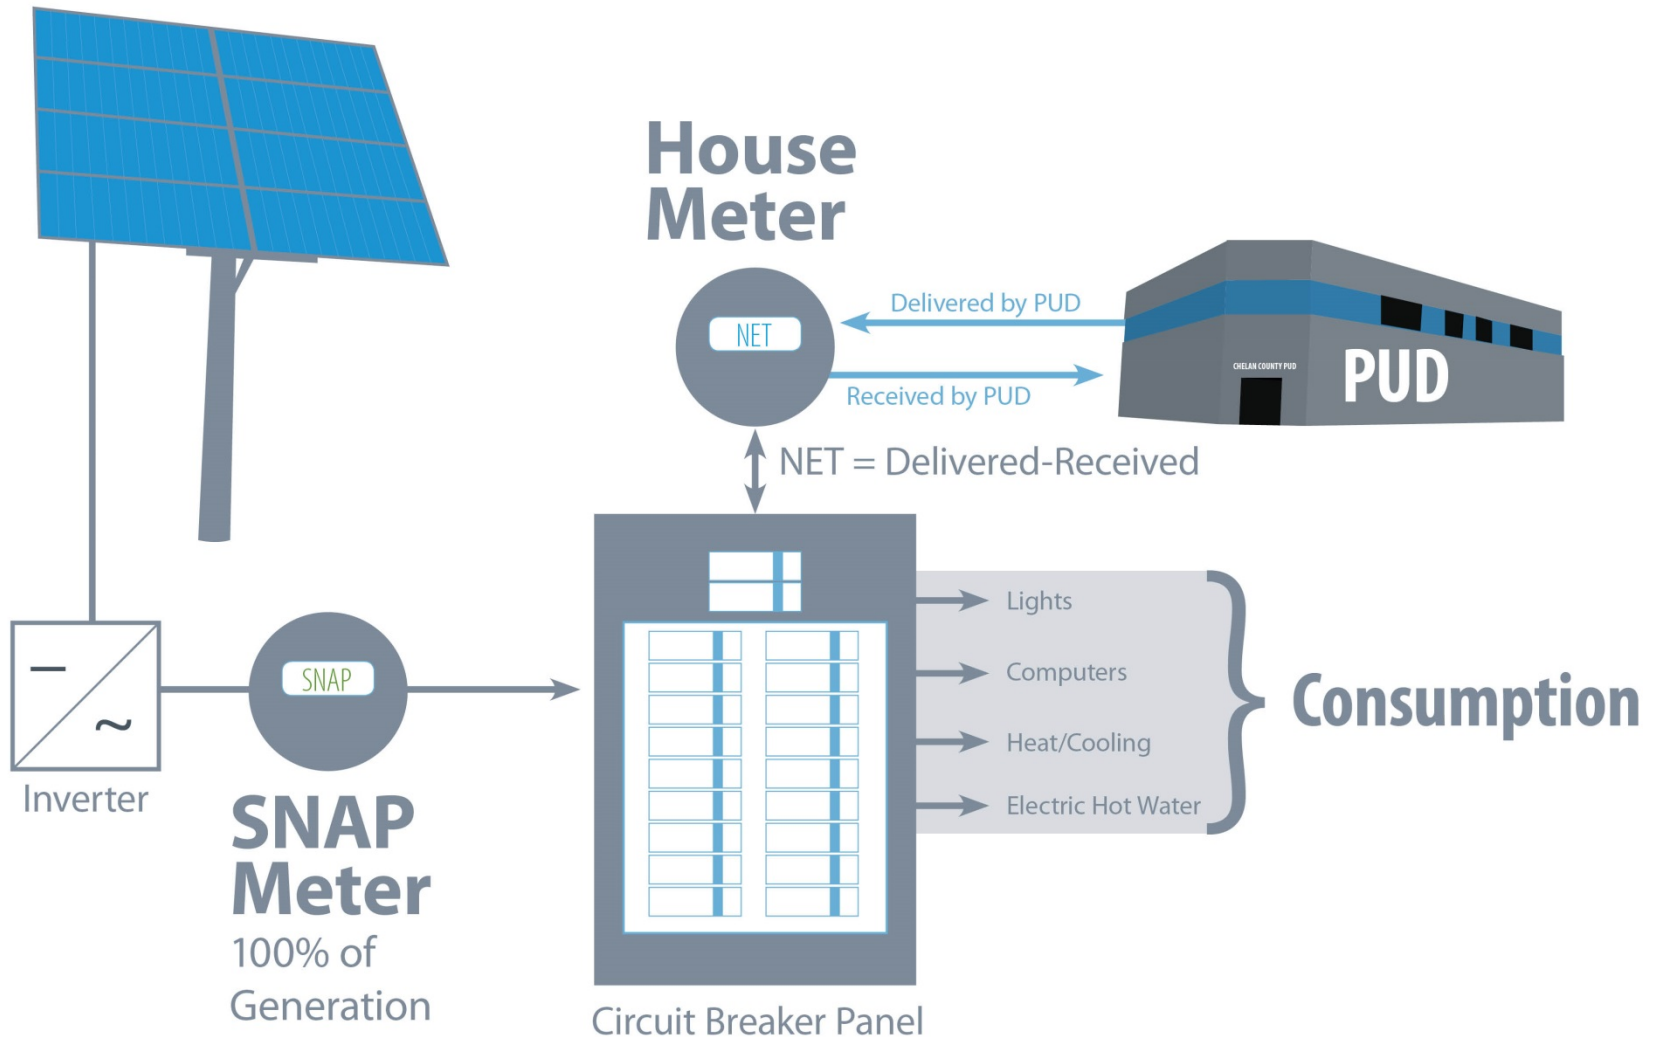 House
Meter
NET
Delivered by PUD
Received by PUD
CHELAN COUNTY PUD
PUD
NET = Delivered-Received
Lights
Computers
Heat/Cooling
Electric Hot Water
Consumption
–
~
Inverter
SNAP
SNAP
Meter
100% of
Generation
Circuit Breaker Panel